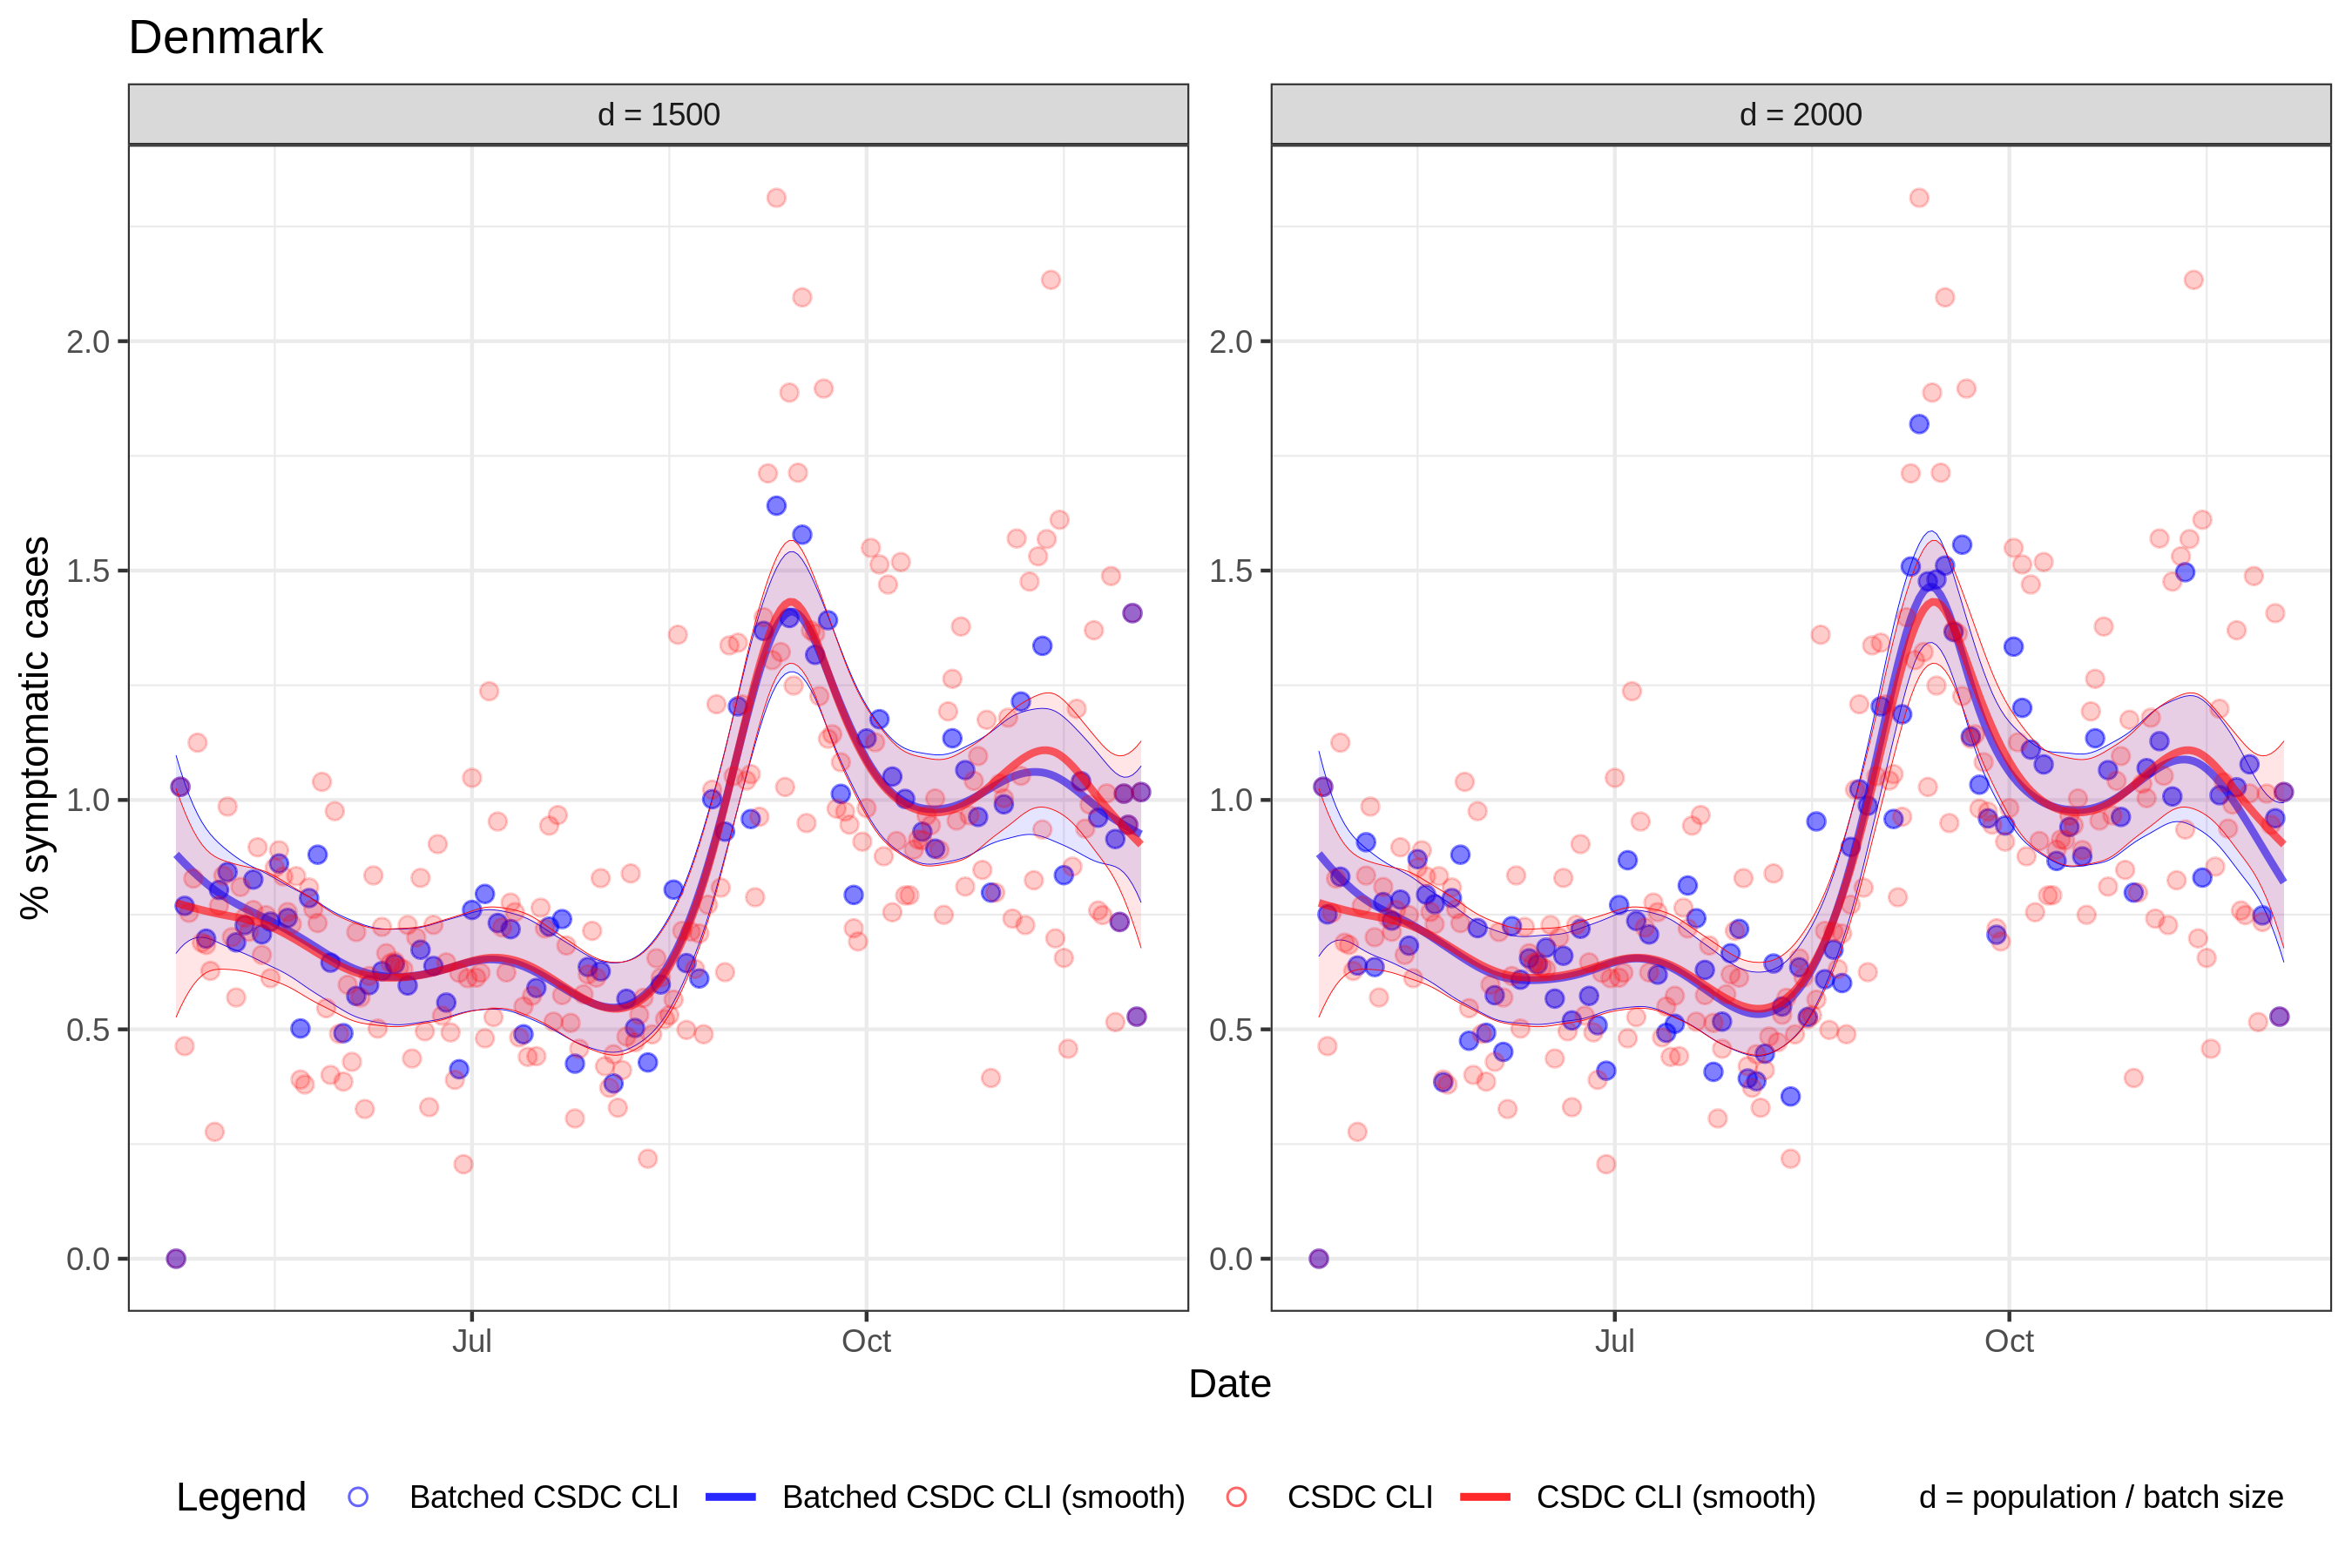 Denmark
d = 1500
d = 2000
% symptomatic cases
2.0
1.5
1.0
0.5
0.0
2.0
1.5
1.0
0.5
0.0
Jul
Oct
Jul
Oct
Date
Legend Batched CSDC CLI Batched CSDC CLI (smooth) CSDC CLI CSDC CLI (smooth) d = population / batch size